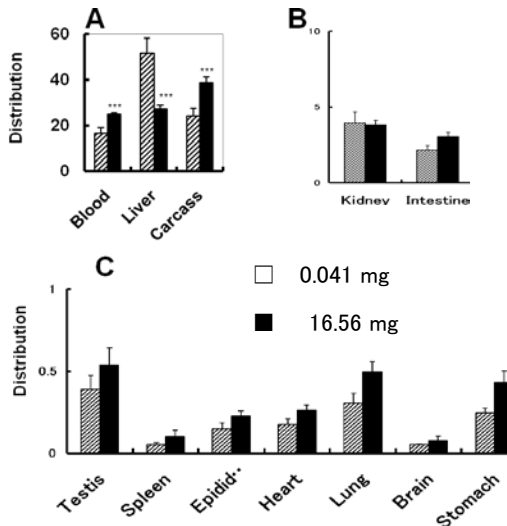 A
Distribution
60
40
20
0
***
***
***
Blood
Liver
Carcass
B
10
5
0
Kidney
Intestine
C
0.041 mg
16.56 mg
Distribution
1
0.5
0
Testis
Spleen
Epidid··
Heart
Lung
Brain
Stomach